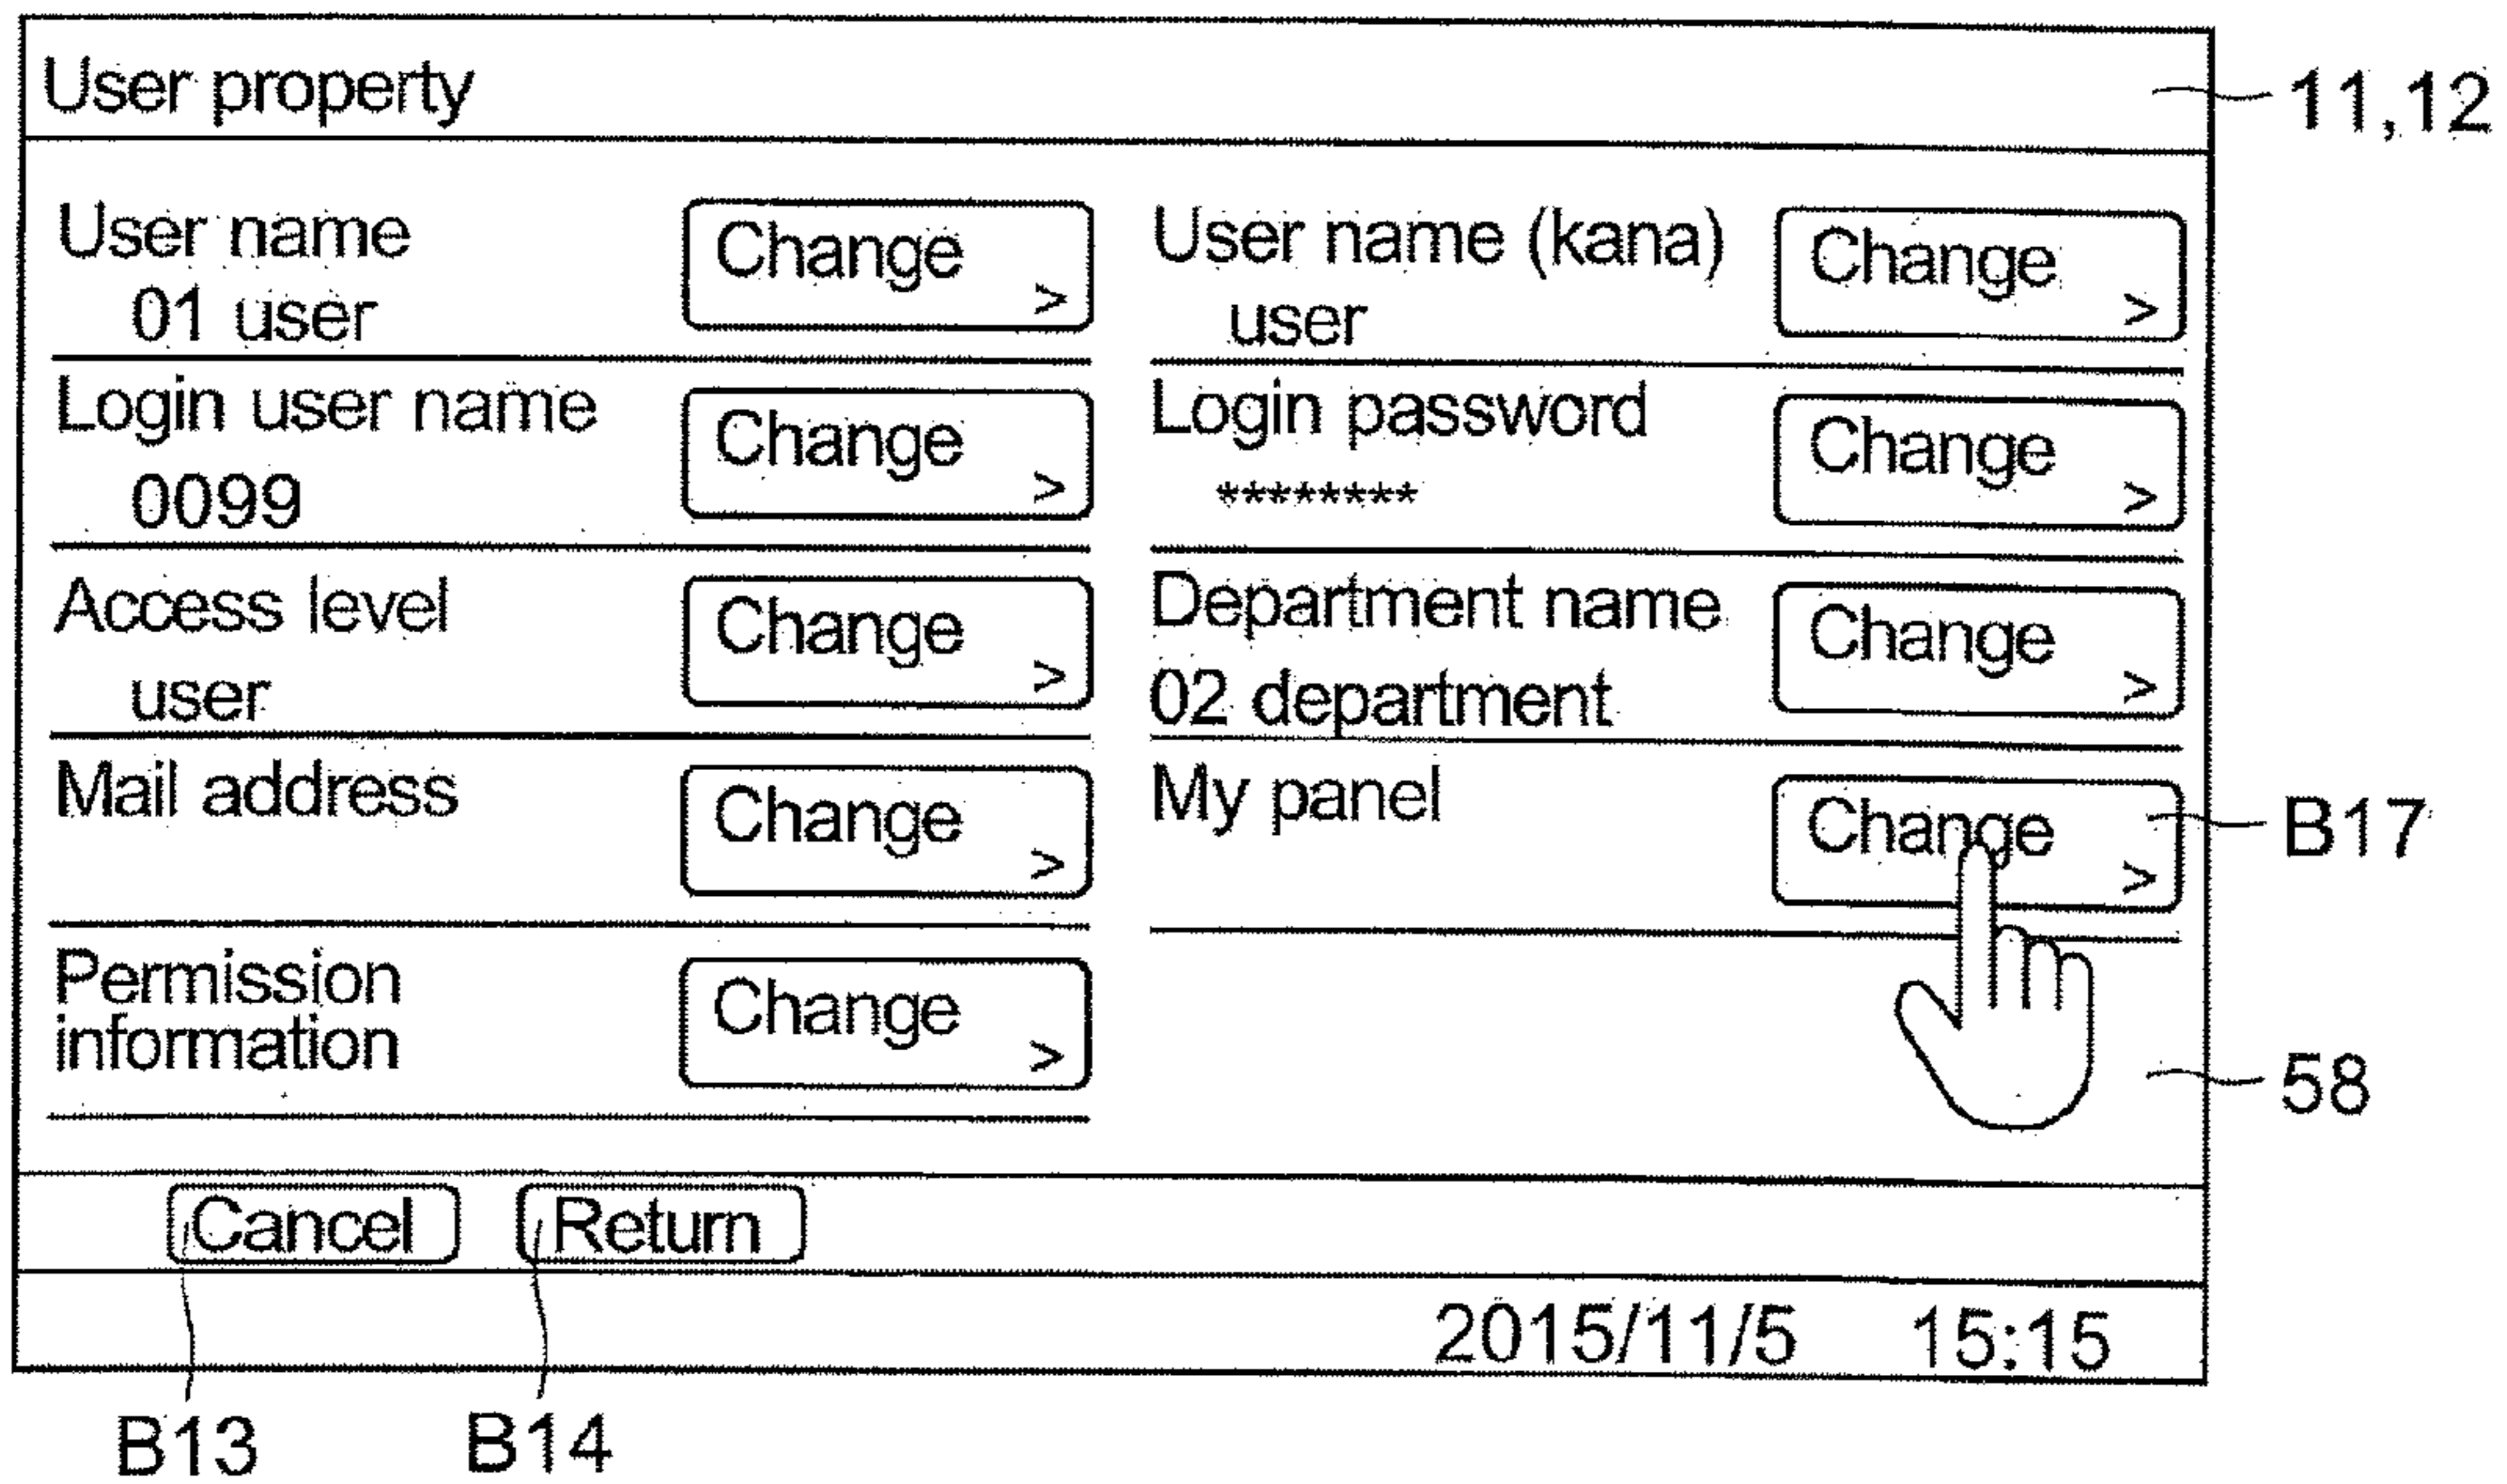 User property
11,12
User name
Change
>
01 user
User name (kana)
Change
>
user
Login user name
Change
>
0099
Login password
Change
>
********
Access level
Change
>
user
Department name
Change
>
02 department
Mail address
Change
>
My panel
Change
>
B17
Permission
information
Change
>
58
Cancel
Return
2015/11/5 15:15
B13
B14